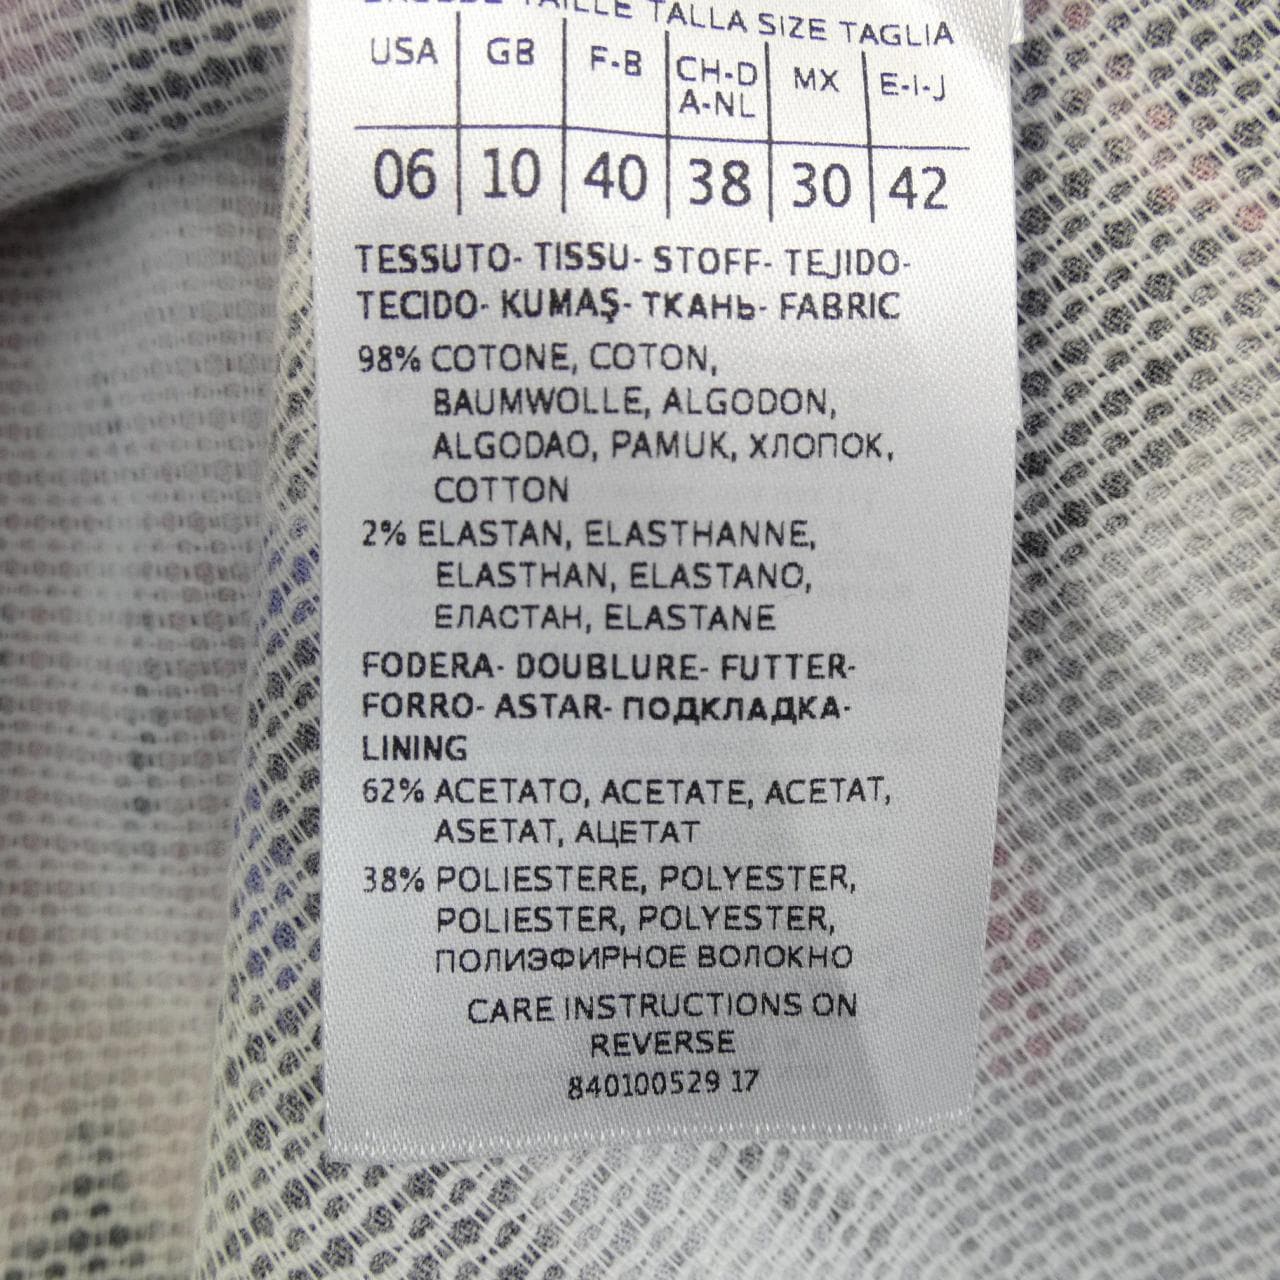 TAILLE TALLA SIZE TAGLIA
USA GB F-B CH-D A-NL MX E-I-J
06 10 40 38 30 42
TESSUTO- TISSU- STOFF- TEJIDO-
TECIDO- KUMAŞ- ТКАНЬ- FABRIC
98% COTONE, COTON,
BAUMWOLLE, ALGODON,
ALGODAO, PAMUK, ХЛОПОК,
COTTON
2% ELASTAN, ELASTHANNE,
ELASTHAN, ELASTANO,
ЕЛАСТАН, ELASTANE
FODERA- DOUBLURE- FUTTER-
FORRO- ASTAR- ПОДКЛАДКА-
LINING
62% ACETATO, ACETATE, ACETAT,
ASETAT, АЦЕТАТ
38% POLIESTERE, POLYESTER,
POLIESTER, POLYESTER,
ПОЛИЭФИРНОЕ ВОЛОКНО
CARE INSTRUCTIONS ON
REVERSE
840100529 17